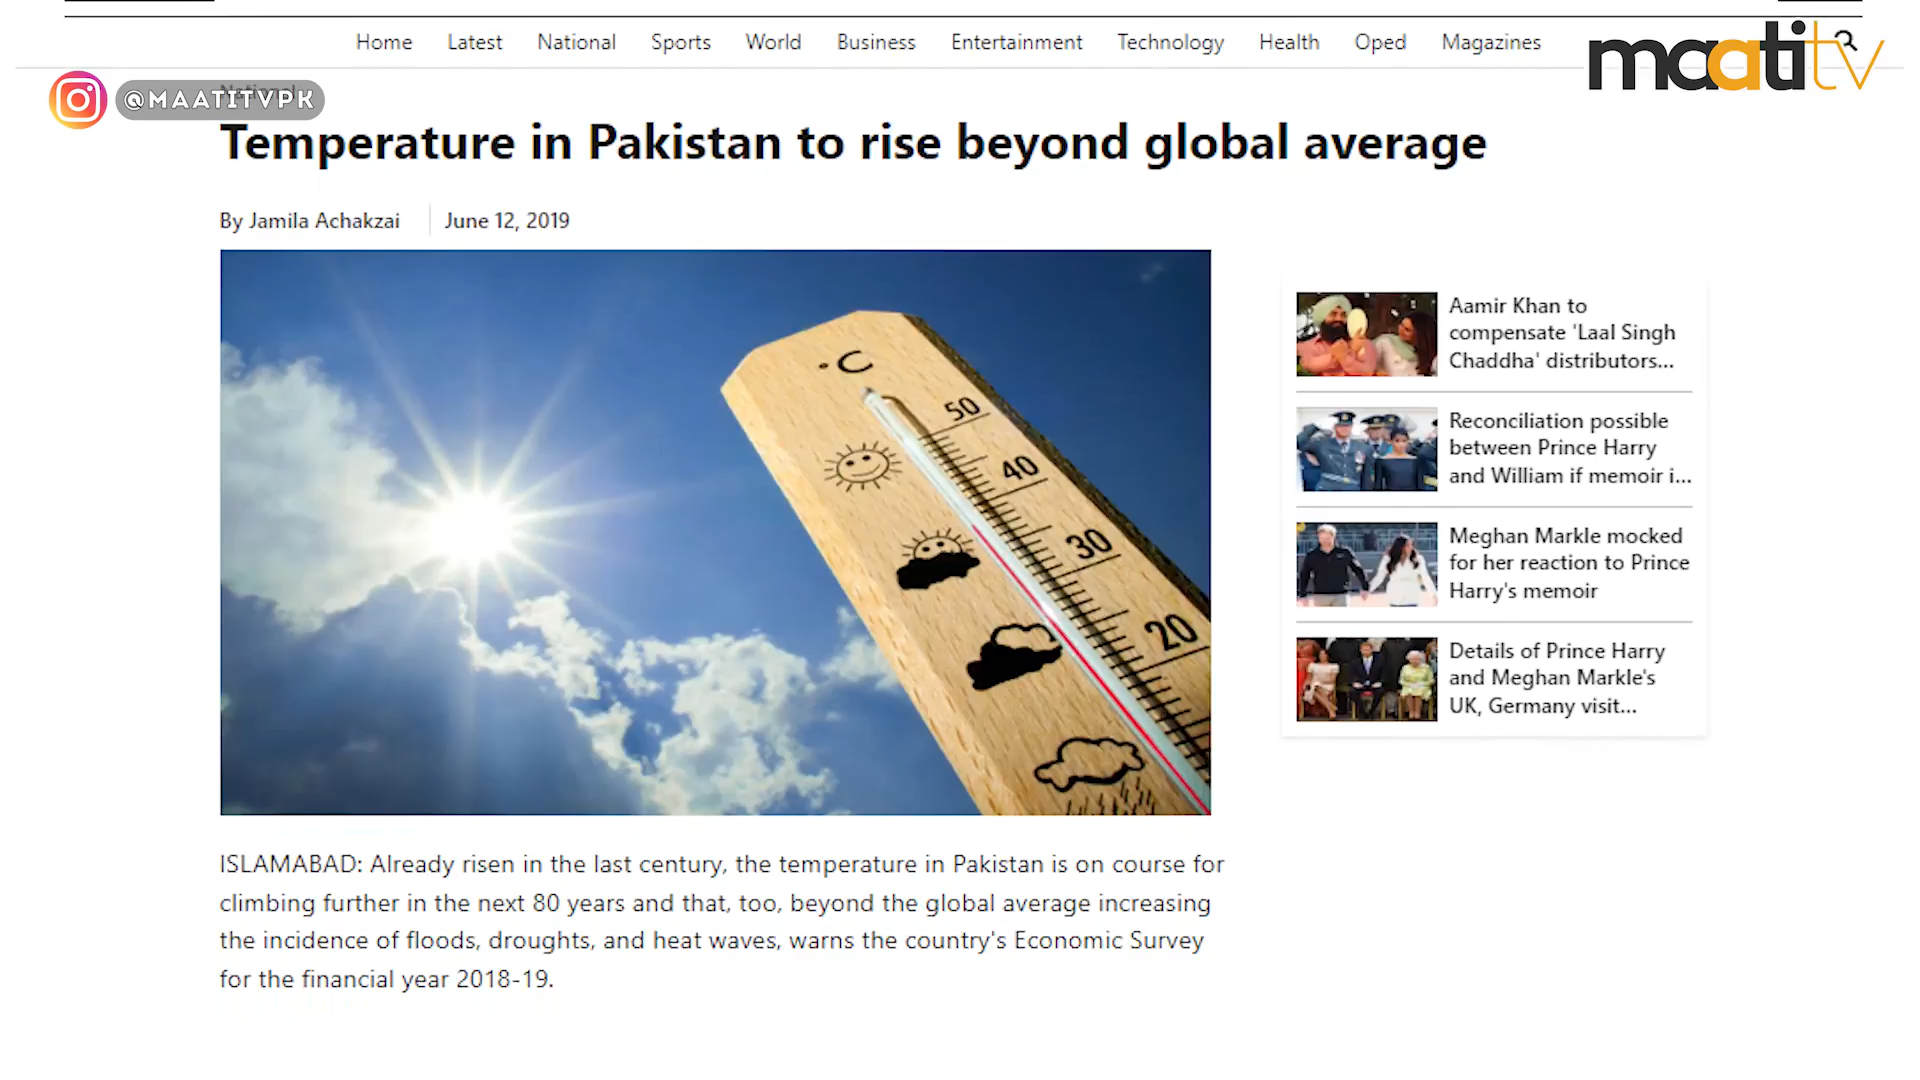 Home Latest National Sports World Business Entertainment Technology Health Oped Magazines
maati tv
@MAATITVPK
National
Temperature in Pakistan to rise beyond global average
By Jamila Achakzai
June 12, 2019
°C
50
40
30
20
Aamir Khan to
compensate 'Laal Singh
Chaddha' distributors...
Reconciliation possible
between Prince Harry
and William if memoir i...
Meghan Markle mocked
for her reaction to Prince
Harry's memoir
Details of Prince Harry
and Meghan Markle's
UK, Germany visit...
ISLAMABAD: Already risen in the last century, the temperature in Pakistan is on course for
climbing further in the next 80 years and that, too, beyond the global average increasing
the incidence of floods, droughts, and heat waves, warns the country's Economic Survey
for the financial year 2018-19.